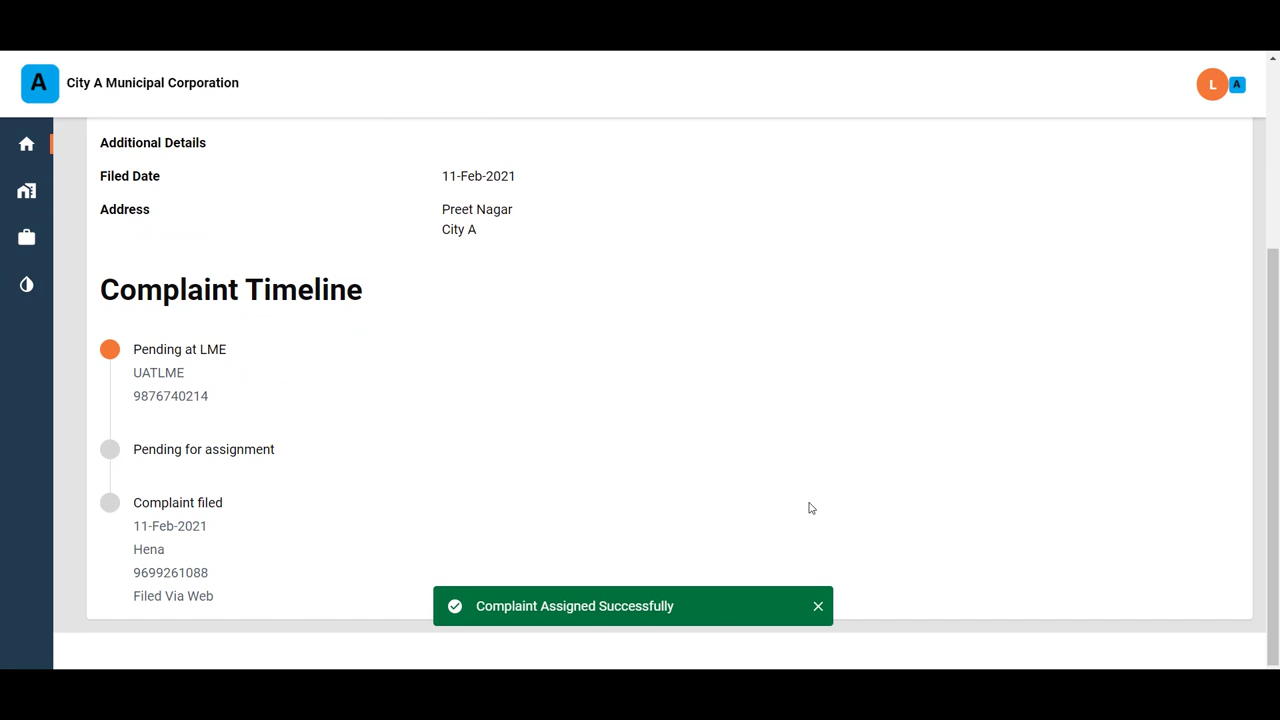 A City A Municipal Corporation
L A
Additional Details
Filed Date 11-Feb-2021
Address Preet Nagar
City A
Complaint Timeline
Pending at LME
UATLME
9876740214
Pending for assignment
Complaint filed
11-Feb-2021
Hena
9699261088
Filed Via Web
Complaint Assigned Successfully